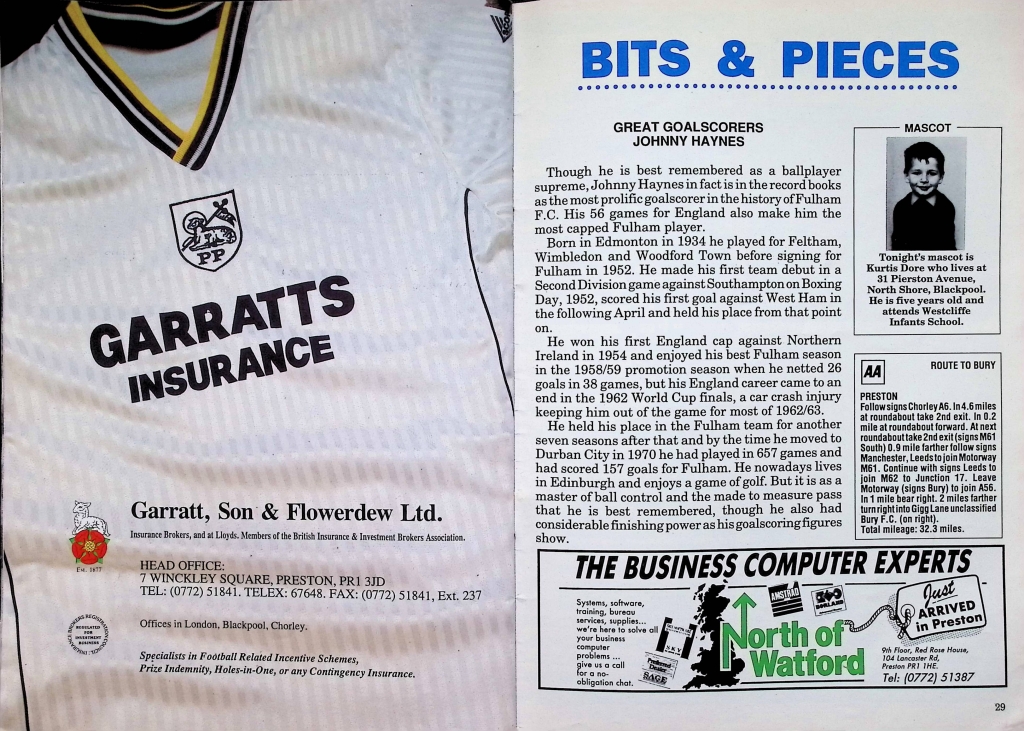 PP
GARRATTS
INSURANCE
Garratt, Son & Flowerdew Ltd.
Insurance Brokers, and at Lloyds. Members of the British Insurance & Investment Brokers Association.
Est. 1677
HEAD OFFICE:
7 WINCKLEY SQUARE, PRESTON, PR1 3JD
TEL: (0772) 51841. TELEX: 67648. FAX: (0772) 51841, Ext. 237
REGULATED
FOR
INVESTMENT
BUSINESS
Offices in London, Blackpool, Chorley.
Specialists in Football Related Incentive Schemes,
Prize Indemnity, Holes-in-One, or any Contingency Insurance.
BITS & PIECES
GREAT GOALSCORERS
JOHNNY HAYNES
Though he is best remembered as a ballplayer
supreme, Johnny Haynes in fact is in the record books
as the most prolific goalscorer in the history of Fulham
F.C. His 56 games for England also make him the
most capped Fulham player.
Born in Edmonton in 1934 he played for Feltham,
Wimbledon and Woodford Town before signing for
Fulham in 1952. He made his first team debut in a
Second Division game against Southampton on Boxing
Day, 1952, scored his first goal against West Ham in
the following April and held his place from that point
on.
He won his first England cap against Northern
Ireland in 1954 and enjoyed his best Fulham season
in the 1958/59 promotion season when he netted 26
goals in 38 games, but his England career came to an
end in the 1962 World Cup finals, a car crash injury
keeping him out of the game for most of 1962/63.
He held his place in the Fulham team for another
seven seasons after that and by the time he moved to
Durban City in 1970 he had played in 657 games and
had scored 157 goals for Fulham. He nowadays lives
in Edinburgh and enjoys a game of golf. But it is as a
master of ball control and the made to measure pass
that he is best remembered, though he also had
considerable finishing power as his goalscoring figures
show.
MASCOT
Tonight's mascot is
Kurtis Dore who lives at
31 Pierston Avenue,
North Shore, Blackpool.
He is five years old and
attends Westcliffe
Infants School.
AA
ROUTE TO BURY
PRESTON
Follow signs Chorley A6. In 4.6 miles
at roundabout take 2nd exit. In 0.2
mile at roundabout forward. At next
roundabout take 2nd exit (signs M61
South) 0.9 mile farther follow signs
Manchester, Leeds to join Motorway
M61. Continue with signs Leeds to
join M62 to Junction 17. Leave
Motorway (signs Bury) to join A56.
In 1 mile bear right. 2 miles farther
turn right into Gigg Lane unclassified
Bury F.C. (on right).
Total mileage: 32.3 miles.
THE BUSINESS COMPUTER EXPERTS
Systems, software,
training, bureau
services, supplies...
we're here to solve all
your business
computer
problems ...
give us a call
for a no-
obligation chat.
Preferred
Dealer
SAGE
AMSTRAD
BORLAND
North of
Watford
Just
ARRIVED
in Preston
9th Floor, Red Rose House,
104 Lancaster Rd,
Preston PR1 1HE.
Tel: (0772) 51387
29